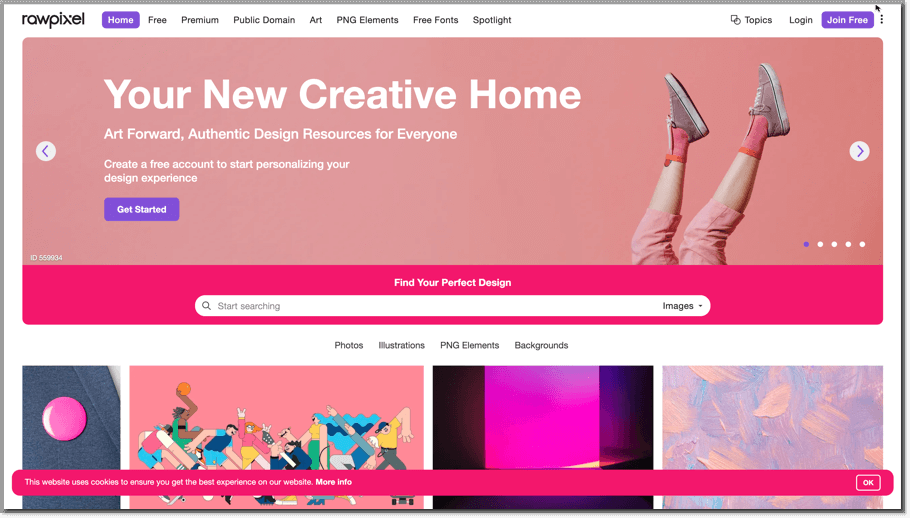 rawpixel
Home Free Premium Public Domain Art PNG Elements Free Fonts Spotlight Topics Login Join Free
Your New Creative Home
Art Forward, Authentic Design Resources for Everyone
Create a free account to start personalizing your
design experience
Get Started
ID 559934
Find Your Perfect Design
Start searching Images
Photos Illustrations PNG Elements Backgrounds
This website uses cookies to ensure you get the best experience on our website. More info OK